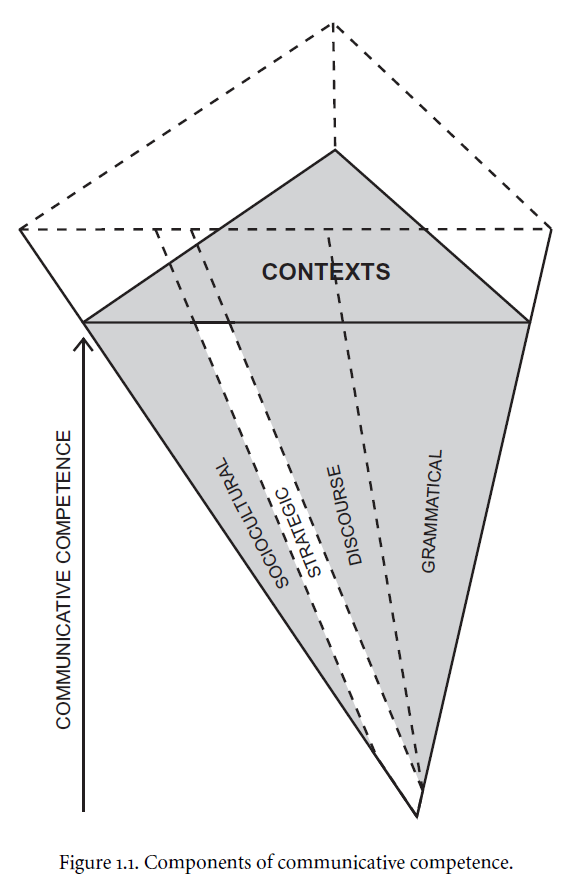 CONTEXTS
COMMUNICATIVE COMPETENCE
SOCIOCULTURAL
STRATEGIC
DISCOURSE
GRAMMATICAL
Figure 1.1. Components of communicative competence.